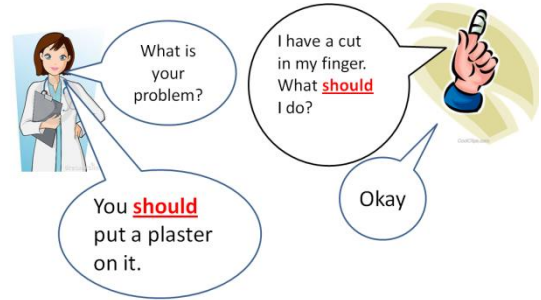 What is
your
problem?
I have a cut
in my finger.
What should
I do?
You should
put a plaster
on it.
Okay